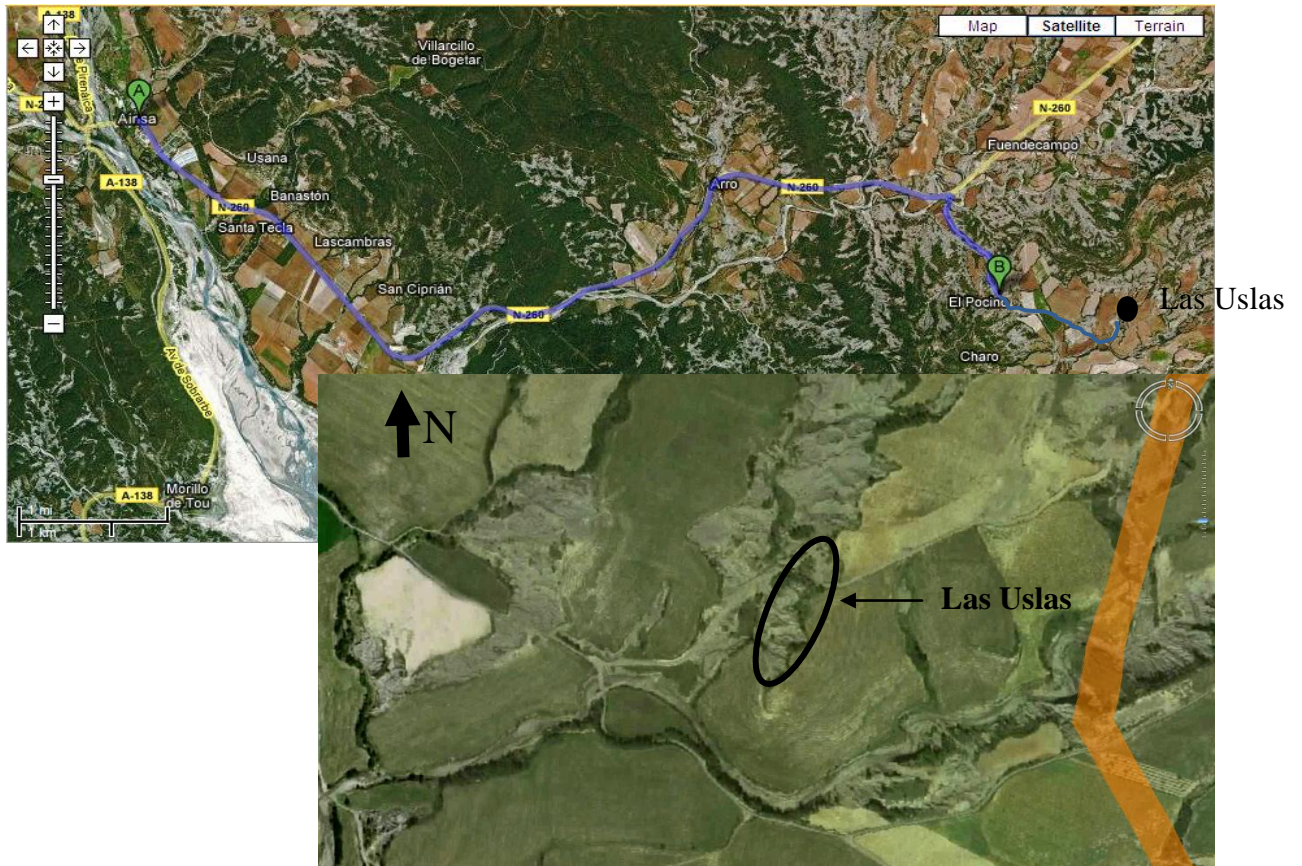 A-138
Map
Satellite
Terrain
Villarcillo
de Bogetar
A
Ainsa
N-260
Fuendecampo
Usana
A-138
Banastón
N-260
Santa Tecla
Arro
N-260
Lascambras
San Ciprián
B
El Pocino
Las Uslas
N-260
Charo
Av de Sobrarbe
N
A-138
Morillo
de Tou
1 mi
1 km
Las Uslas